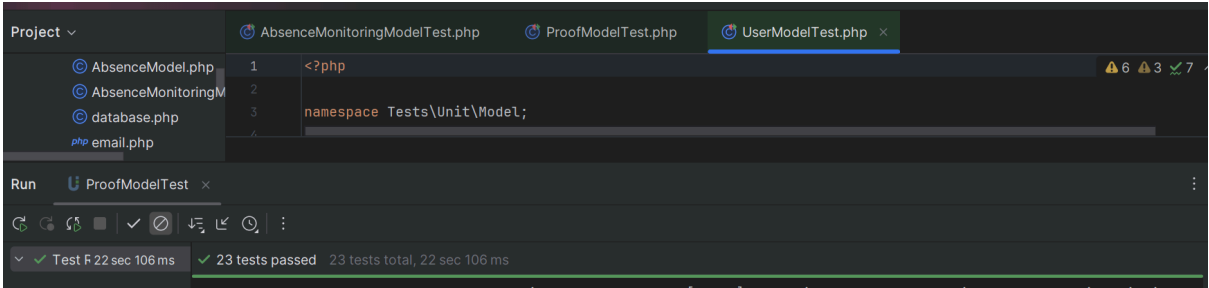 Project
AbsenceMonitoringModelTest.php
ProofModelTest.php
UserModelTest.php
AbsenceModel.php
AbsenceMonitoringM
database.php
php email.php
1 <?php
2
3 namespace Tests\Unit\Model;
4
6 3 7
Run
ProofModelTest
Test 22 sec 106 ms
23 tests passed 23 tests total, 22 sec 106 ms